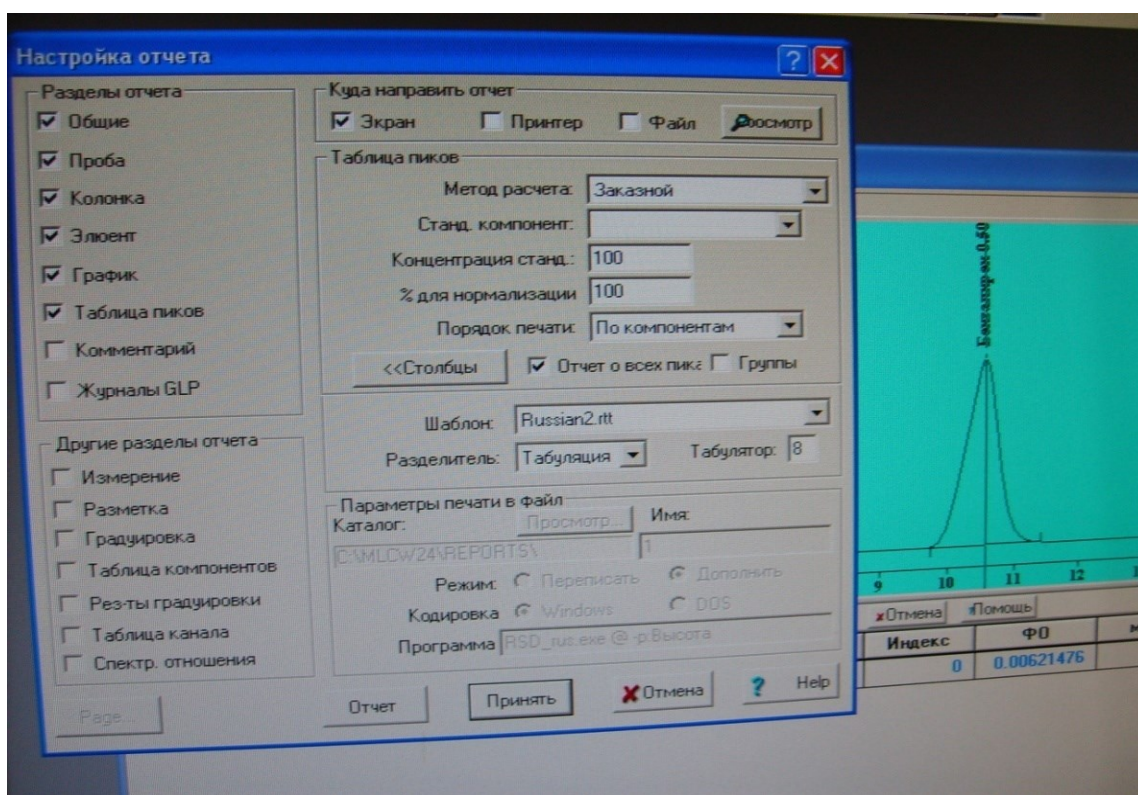 Настройка отчета
Разделы отчета
Общие
Проба
Колонка
Элюент
График
Таблица пиков
Комментарий
Журналы GLP
Другие разделы отчета
Измерение
Разметка
Градуировка
Таблица компонентов
Рез-ты градуировки
Таблица канала
Спектр. отношения
Page...
Куда направить отчет
Экран Принтер Файл
Таблица пиков
Метод расчета: Заказной
Станд. компонент:
Концентрация станд.: 100
% для нормализации 100
Порядок печати: По компонентам
<<Столбцы Отчет о всех пика Группы
Шаблон: Russian2.rtt
Разделитель: Табуляция Табулятор: 8
Параметры печати в файл
Каталог: Просмотр... Имя:
C:\MLCW24\REPORTS\ 1
Режим: Переписать Дополнить
Кодировка Windows DOS
Программа RSD_rus.exe @ -p:Высота
Отчет Принять Отмена ? Help
9 10 11 12
Отмена Помощь
Индекс ФО
0 0.00621476